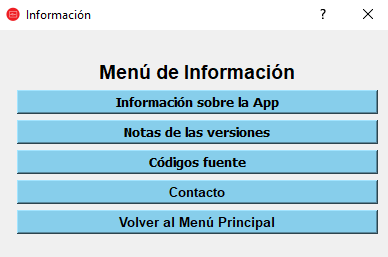 Información
Menú de Información
Información sobre la App
Notas de las versiones
Códigos fuente
Contacto
Volver al Menú Principal